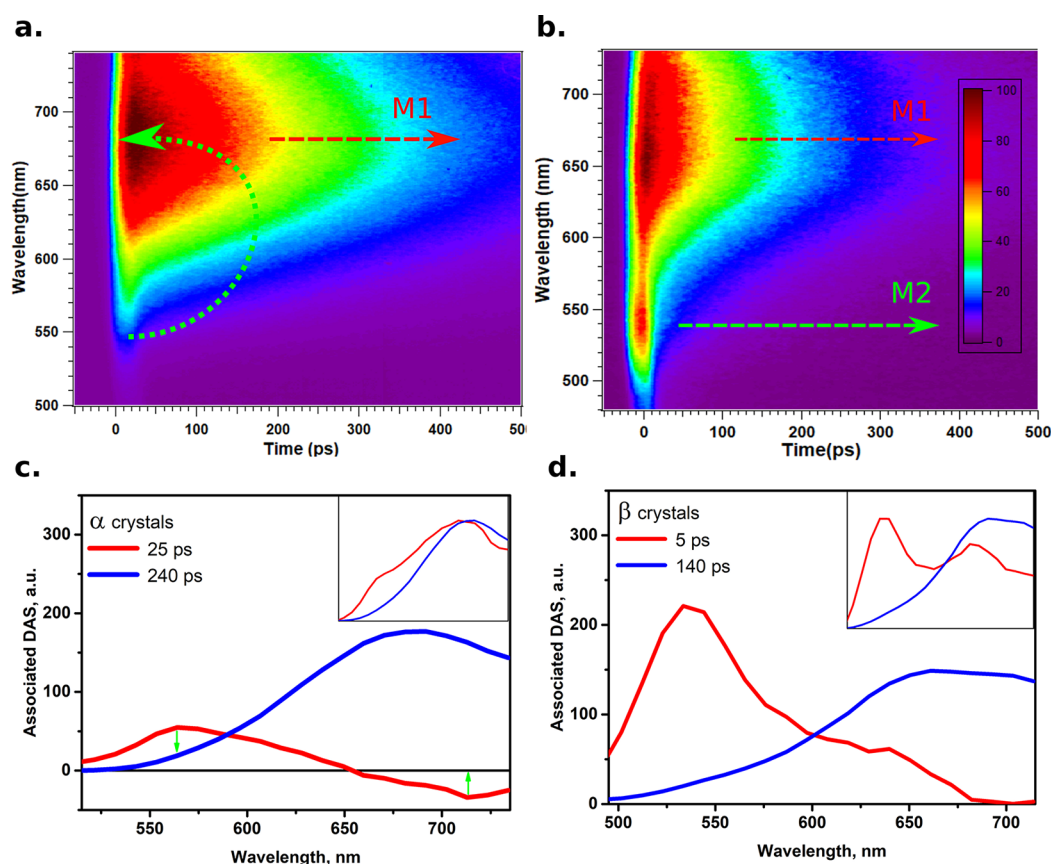 a.
700
650
600
550
500
Wavelength(nm)
0
100
200
300
400
50
Time (ps)
M1
b.
700
650
600
550
500
Wavelength (nm)
0
100
200
300
400
500
Time(ps)
M1
M2
100
80
60
40
20
0
c.
300
200
100
0
Associated DAS, a.u.
α crystals
25 ps
240 ps
550
600
650
700
Wavelength, nm
d.
300
200
100
0
Associated DAS, a.u.
β crystals
5 ps
140 ps
500
550
600
650
700
Wavelength, nm